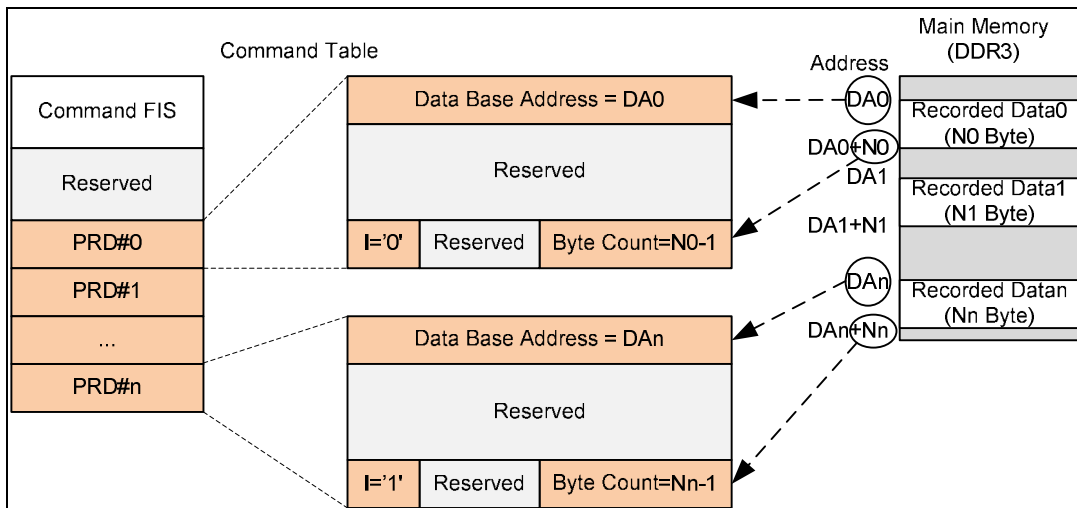 Command Table
Command FIS
Reserved
PRD#0
PRD#1
...
PRD#n
Data Base Address = DA0
Reserved
I='0'
Reserved
Byte Count=N0-1
Data Base Address = DAn
Reserved
I='1'
Reserved
Byte Count=Nn-1
Address
DA0
DA0+N0
DA1
DA1+N1
DAn
DAn+Nn
Main Memory
(DDR3)
Recorded Data0
(N0 Byte)
Recorded Data1
(N1 Byte)
Recorded Datan
(Nn Byte)